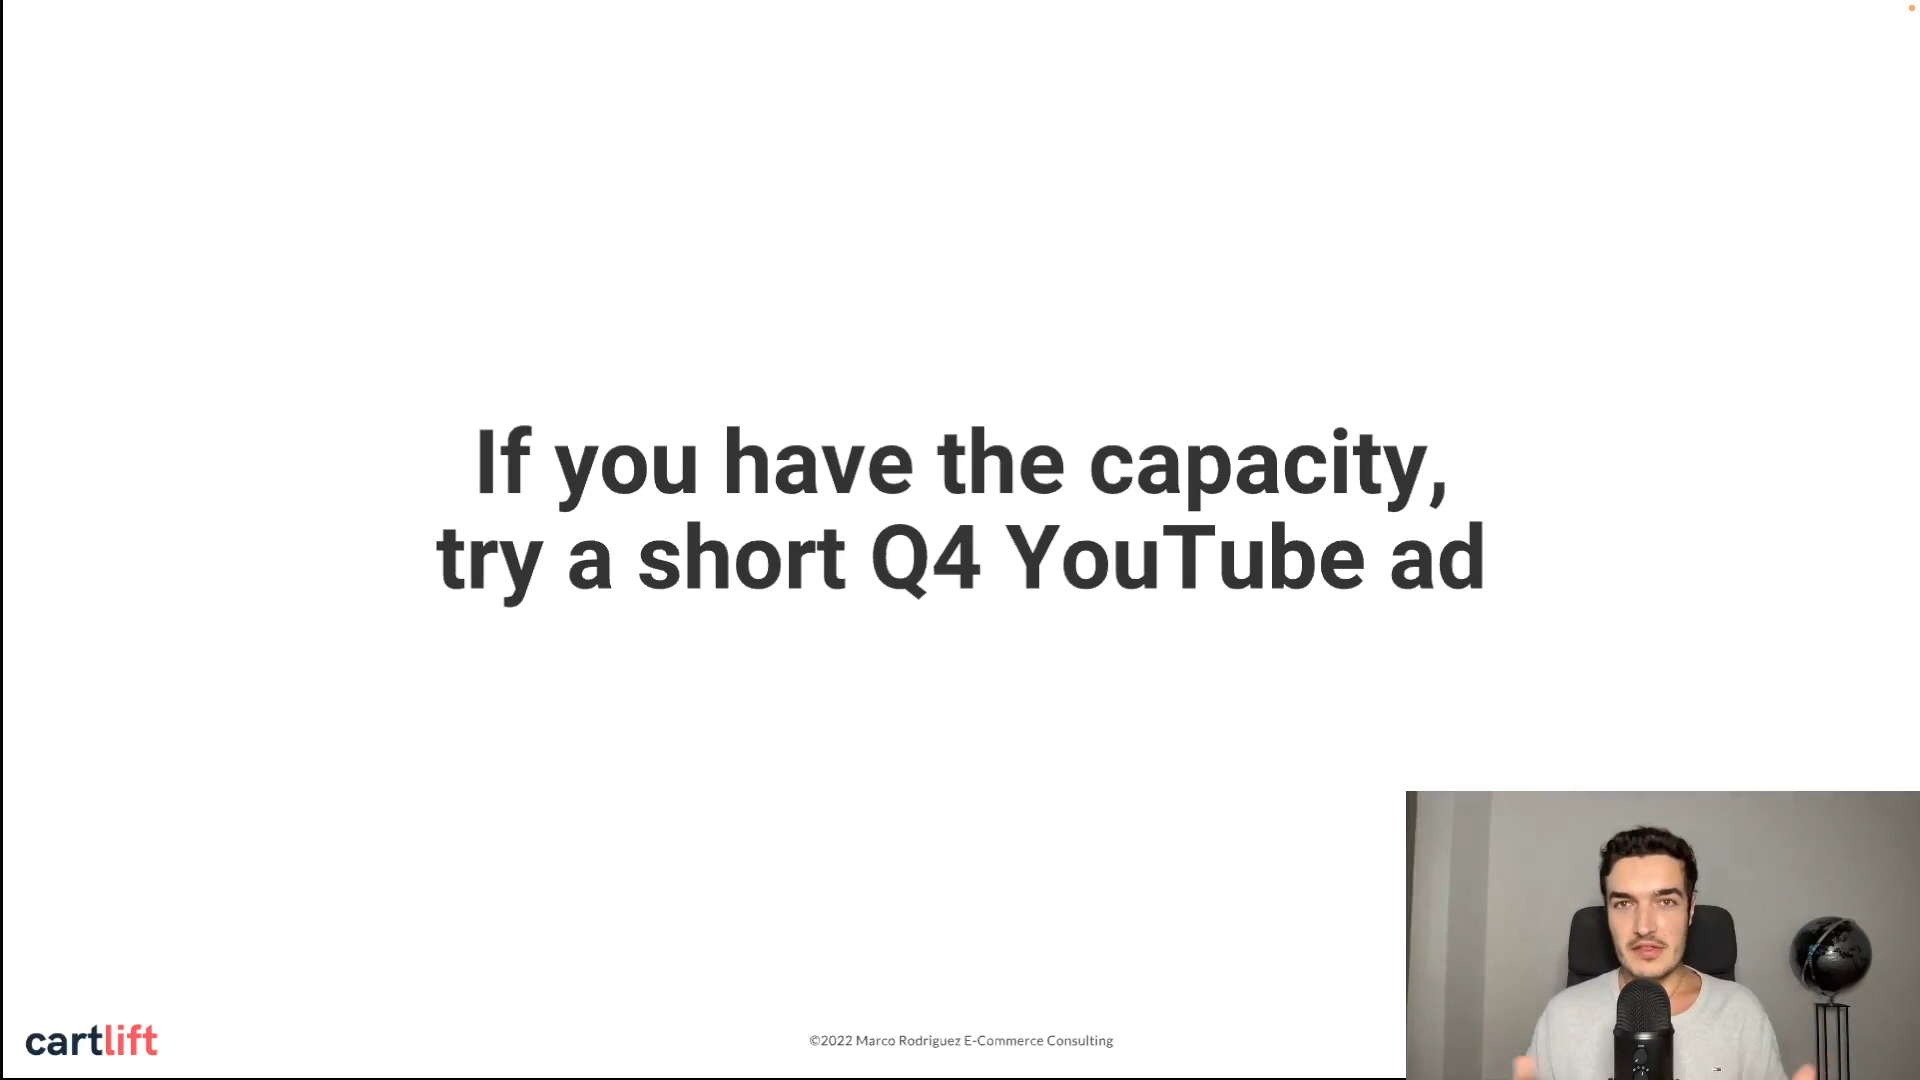 If you have the capacity,
try a short Q4 YouTube ad
cartlift
©2022 Marco Rodriguez E-Commerce Consulting